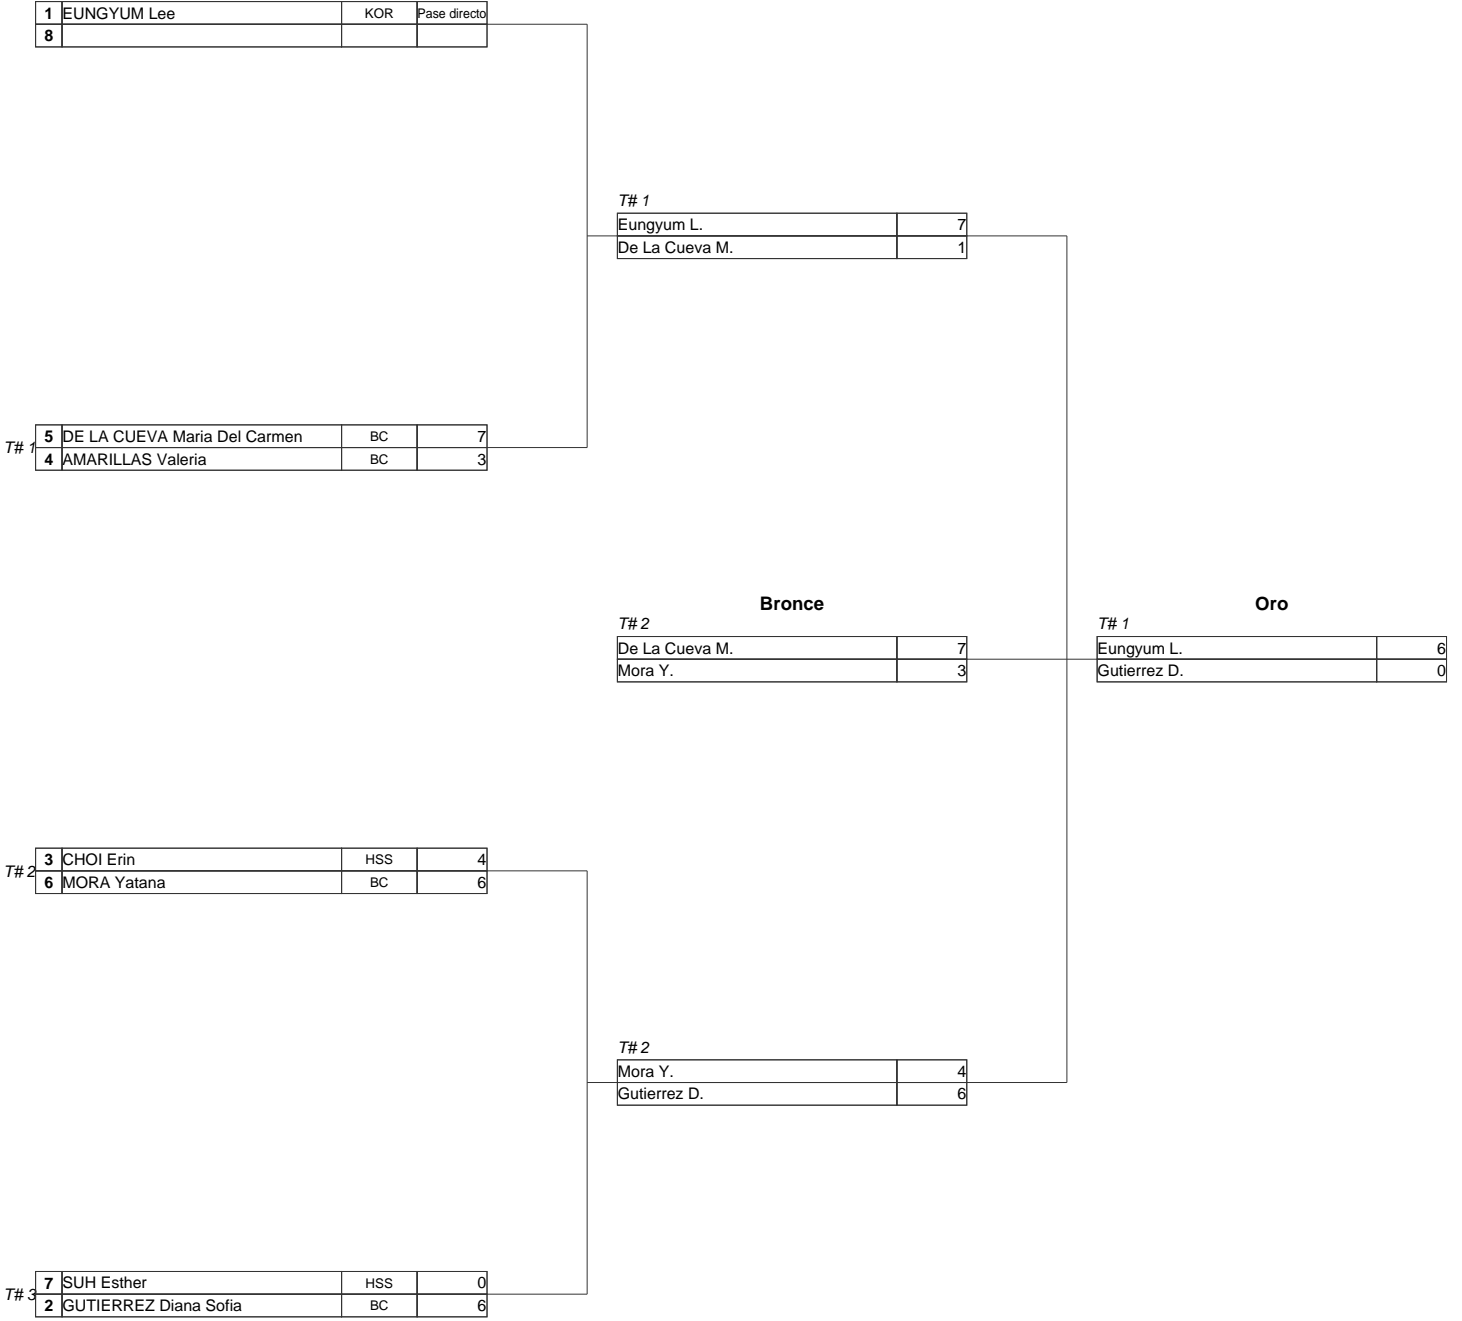 1 EUNGYUM Lee KOR Pase directo
8
T# 1
Eungyum L. 7
De La Cueva M. 1
T# 1
5 DE LA CUEVA Maria Del Carmen BC 7
4 AMARILLAS Valeria BC 3
Bronce
T# 2
De La Cueva M. 7
Mora Y. 3
Oro
T# 1
Eungyum L. 6
Gutierrez D. 0
T# 2
3 CHOI Erin HSS 4
6 MORA Yatana BC 6
T# 2
Mora Y. 4
Gutierrez D. 6
T# 3
7 SUH Esther HSS 0
2 GUTIERREZ Diana Sofia BC 6